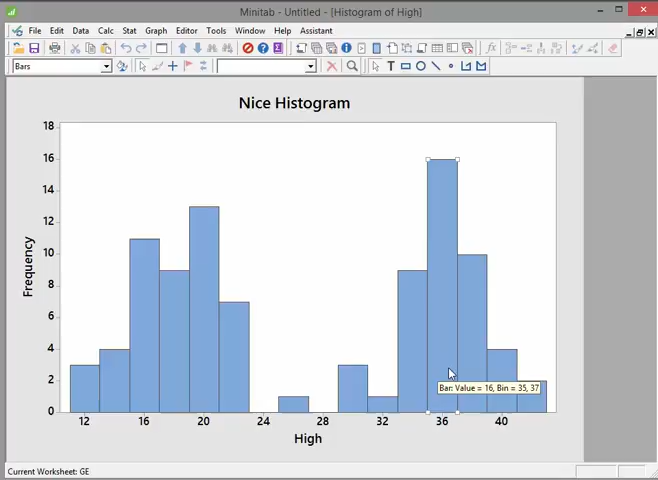 Minitab - Untitled - [Histogram of High]
File Edit Data Calc Stat Graph Editor Tools Window Help Assistant
Bars
Nice Histogram
18
16
14
12
10
8
6
4
2
0
Frequency
Bar: Value = 16, Bin = 35, 37
12 16 20 24 28 32 36 40
High
Current Worksheet: GE